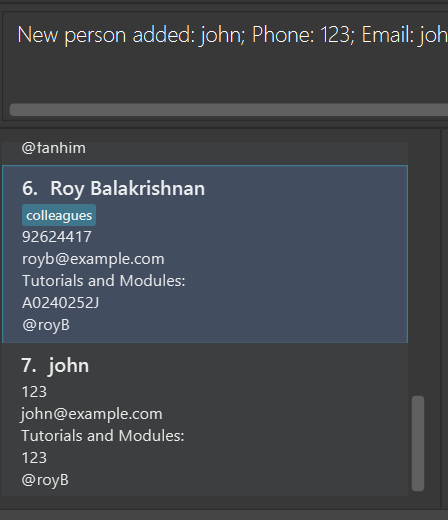 New person added: john; Phone: 123; Email: joh
@fanhim
6. Roy Balakrishnan
colleagues
92624417
royb@example.com
Tutorials and Modules:
A0240252J
@royB
7. john
123
john@example.com
Tutorials and Modules:
123
@royB